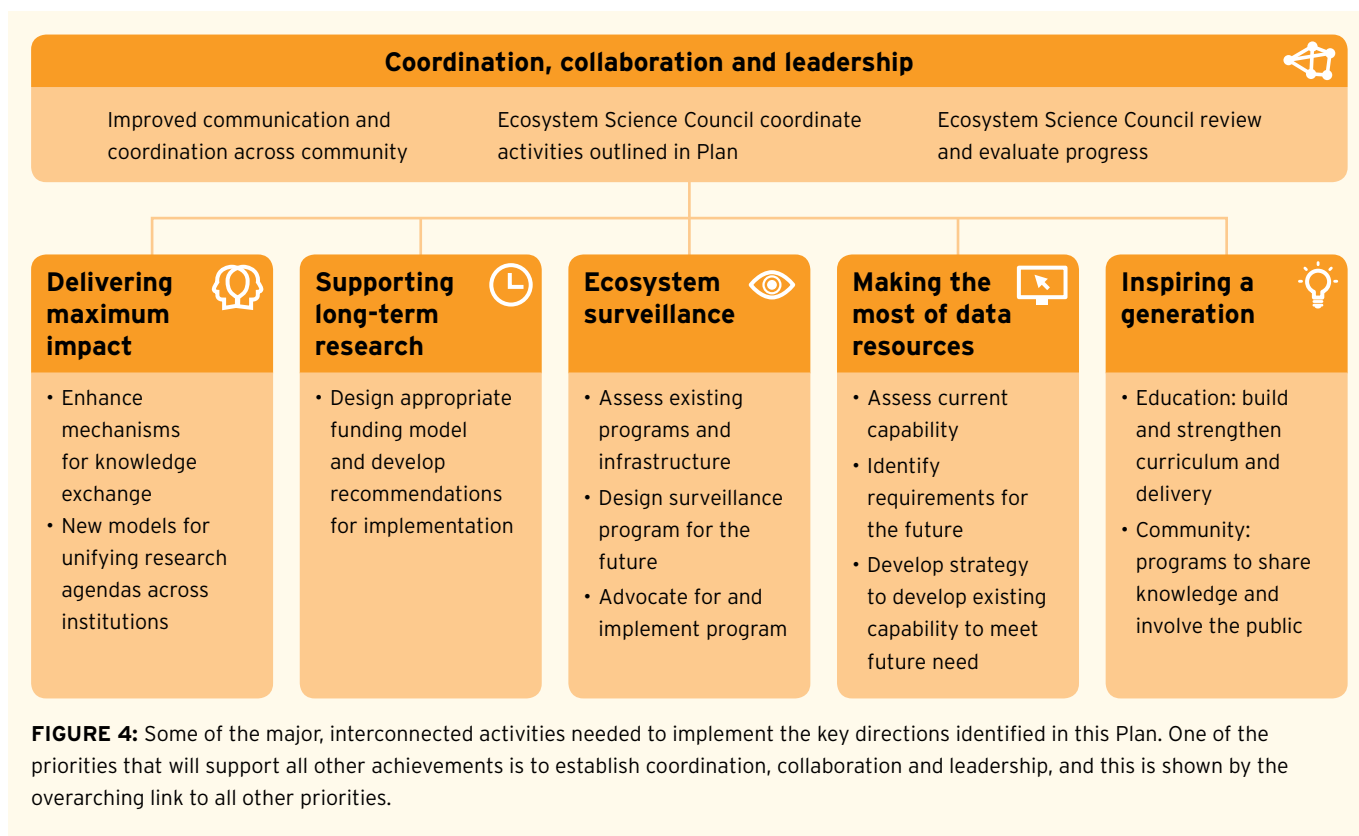 Coordination, collaboration and leadership
Improved communication and
coordination across community
Ecosystem Science Council coordinate
activities outlined in Plan
Ecosystem Science Council review
and evaluate progress
Delivering
maximum
impact
• Enhance
mechanisms
for knowledge
exchange
• New models for
unifying research
agendas across
institutions
Supporting
long-term
research
• Design appropriate
funding model
and develop
recommendations
for implementation
Ecosystem
surveillance
• Assess existing
programs and
infrastructure
• Design surveillance
program for the
future
• Advocate for and
implement program
Making the
most of data
resources
• Assess current
capability
• Identify
requirements for
the future
• Develop strategy
to develop existing
capability to meet
future need
Inspiring a
generation
• Education: build
and strengthen
curriculum and
delivery
• Community:
programs to share
knowledge and
involve the public
FIGURE 4: Some of the major, interconnected activities needed to implement the key directions identified in this Plan. One of the
priorities that will support all other achievements is to establish coordination, collaboration and leadership, and this is shown by the
overarching link to all other priorities.